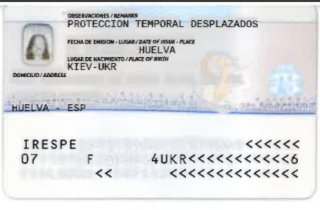 OBSERVACIONES / REMARKS
PROTECCION TEMPORAL DESPLAZADOS
FECHA DE EMISION - LUGAR / DATE OF ISSUE - PLACE
HUELVA
LUGAR DE NACIMIENTO / PLACE OF BIRTH
KIEV-UKR
DOMICILIO / ADDRESS
HUELVA - ESP
IRESPE <<<<<<
07 F 4UKR<<<<<<<<<<<6
<< <<<<<<<<<<<<<